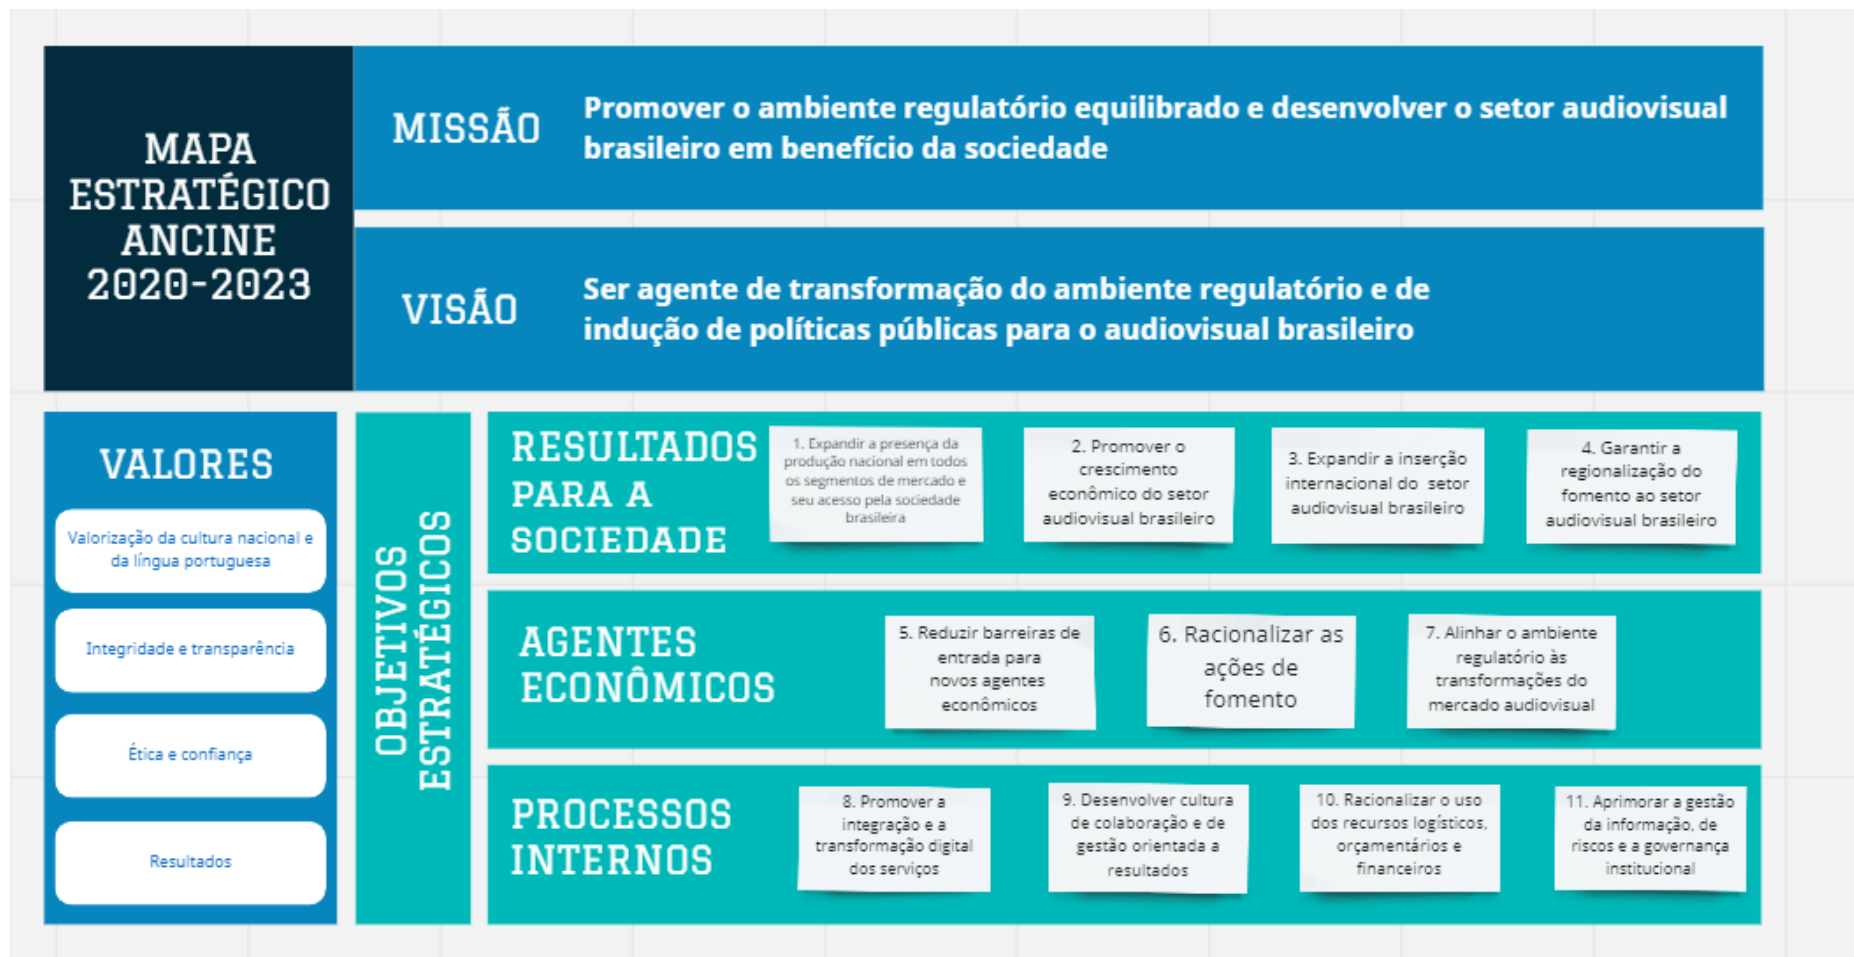 MAPA
ESTRATÉGICO
ANCINE
2020-2023
MISSÃO
Promover o ambiente regulatório equilibrado e desenvolver o setor audiovisual
brasileiro em benefício da sociedade
VISÃO
Ser agente de transformação do ambiente regulatório e de
indução de políticas públicas para o audiovisual brasileiro
VALORES
Valorização da cultura nacional e
da língua portuguesa
Integridade e transparência
Ética e confiança
Resultados
OBJETIVOS
ESTRATÉGICOS
RESULTADOS
PARA A
SOCIEDADE
1. Expandir a presença da
produção nacional em todos
os segmentos de mercado e
seu acesso pela sociedade
brasileira
2. Promover o
crescimento
econômico do setor
audiovisual brasileiro
3. Expandir a inserção
internacional do setor
audiovisual brasileiro
4. Garantir a
regionalização do
fomento ao setor
audiovisual brasileiro
AGENTES
ECONÔMICOS
5. Reduzir barreiras de
entrada para
novos agentes
econômicos
6. Racionalizar as
ações de
fomento
7. Alinhar o ambiente
regulatório às
transformações do
mercado audiovisual
PROCESSOS
INTERNOS
8. Promover a
integração e a
transformação digital
dos serviços
9. Desenvolver cultura
de colaboração e de
gestão orientada a
resultados
10. Racionalizar o uso
dos recursos logísticos,
orçamentários e
financeiros
11. Aprimorar a gestão
da informação, de
riscos e a governança
institucional